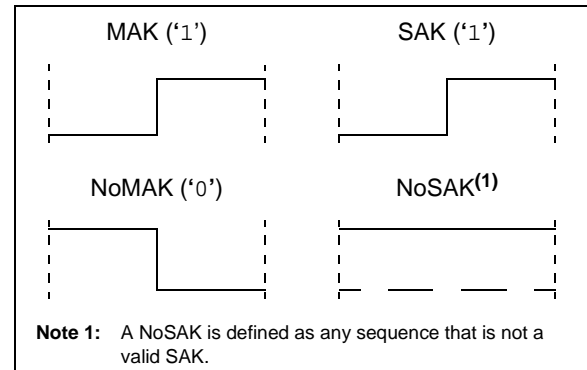 MAK (‘1’)
SAK (‘1’)
NoMAK (‘0’)
NoSAK(1)
Note 1: A NoSAK is defined as any sequence that is not a
valid SAK.